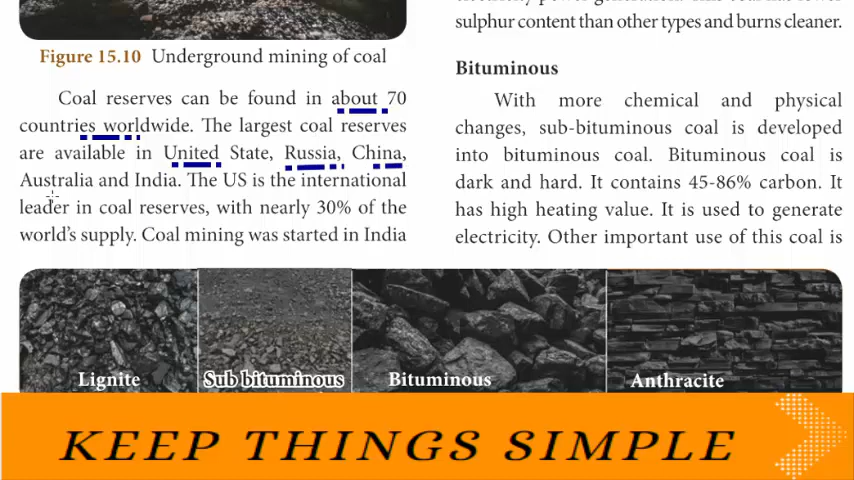 Figure 15.10 Underground mining of coal
Coal reserves can be found in about 70
countries worldwide. The largest coal reserves
are available in United State, Russia, China,
Australia and India. The US is the international
leader in coal reserves, with nearly 30% of the
world's supply. Coal mining was started in India
sulphur content than other types and burns cleaner.
Bituminous
With more chemical and physical
changes, sub-bituminous coal is developed
into bituminous coal. Bituminous coal is
dark and hard. It contains 45-86% carbon. It
has high heating value. It is used to generate
electricity. Other important use of this coal is
Lignite
Sub bituminous
Bituminous
Anthracite
KEEP THINGS SIMPLE